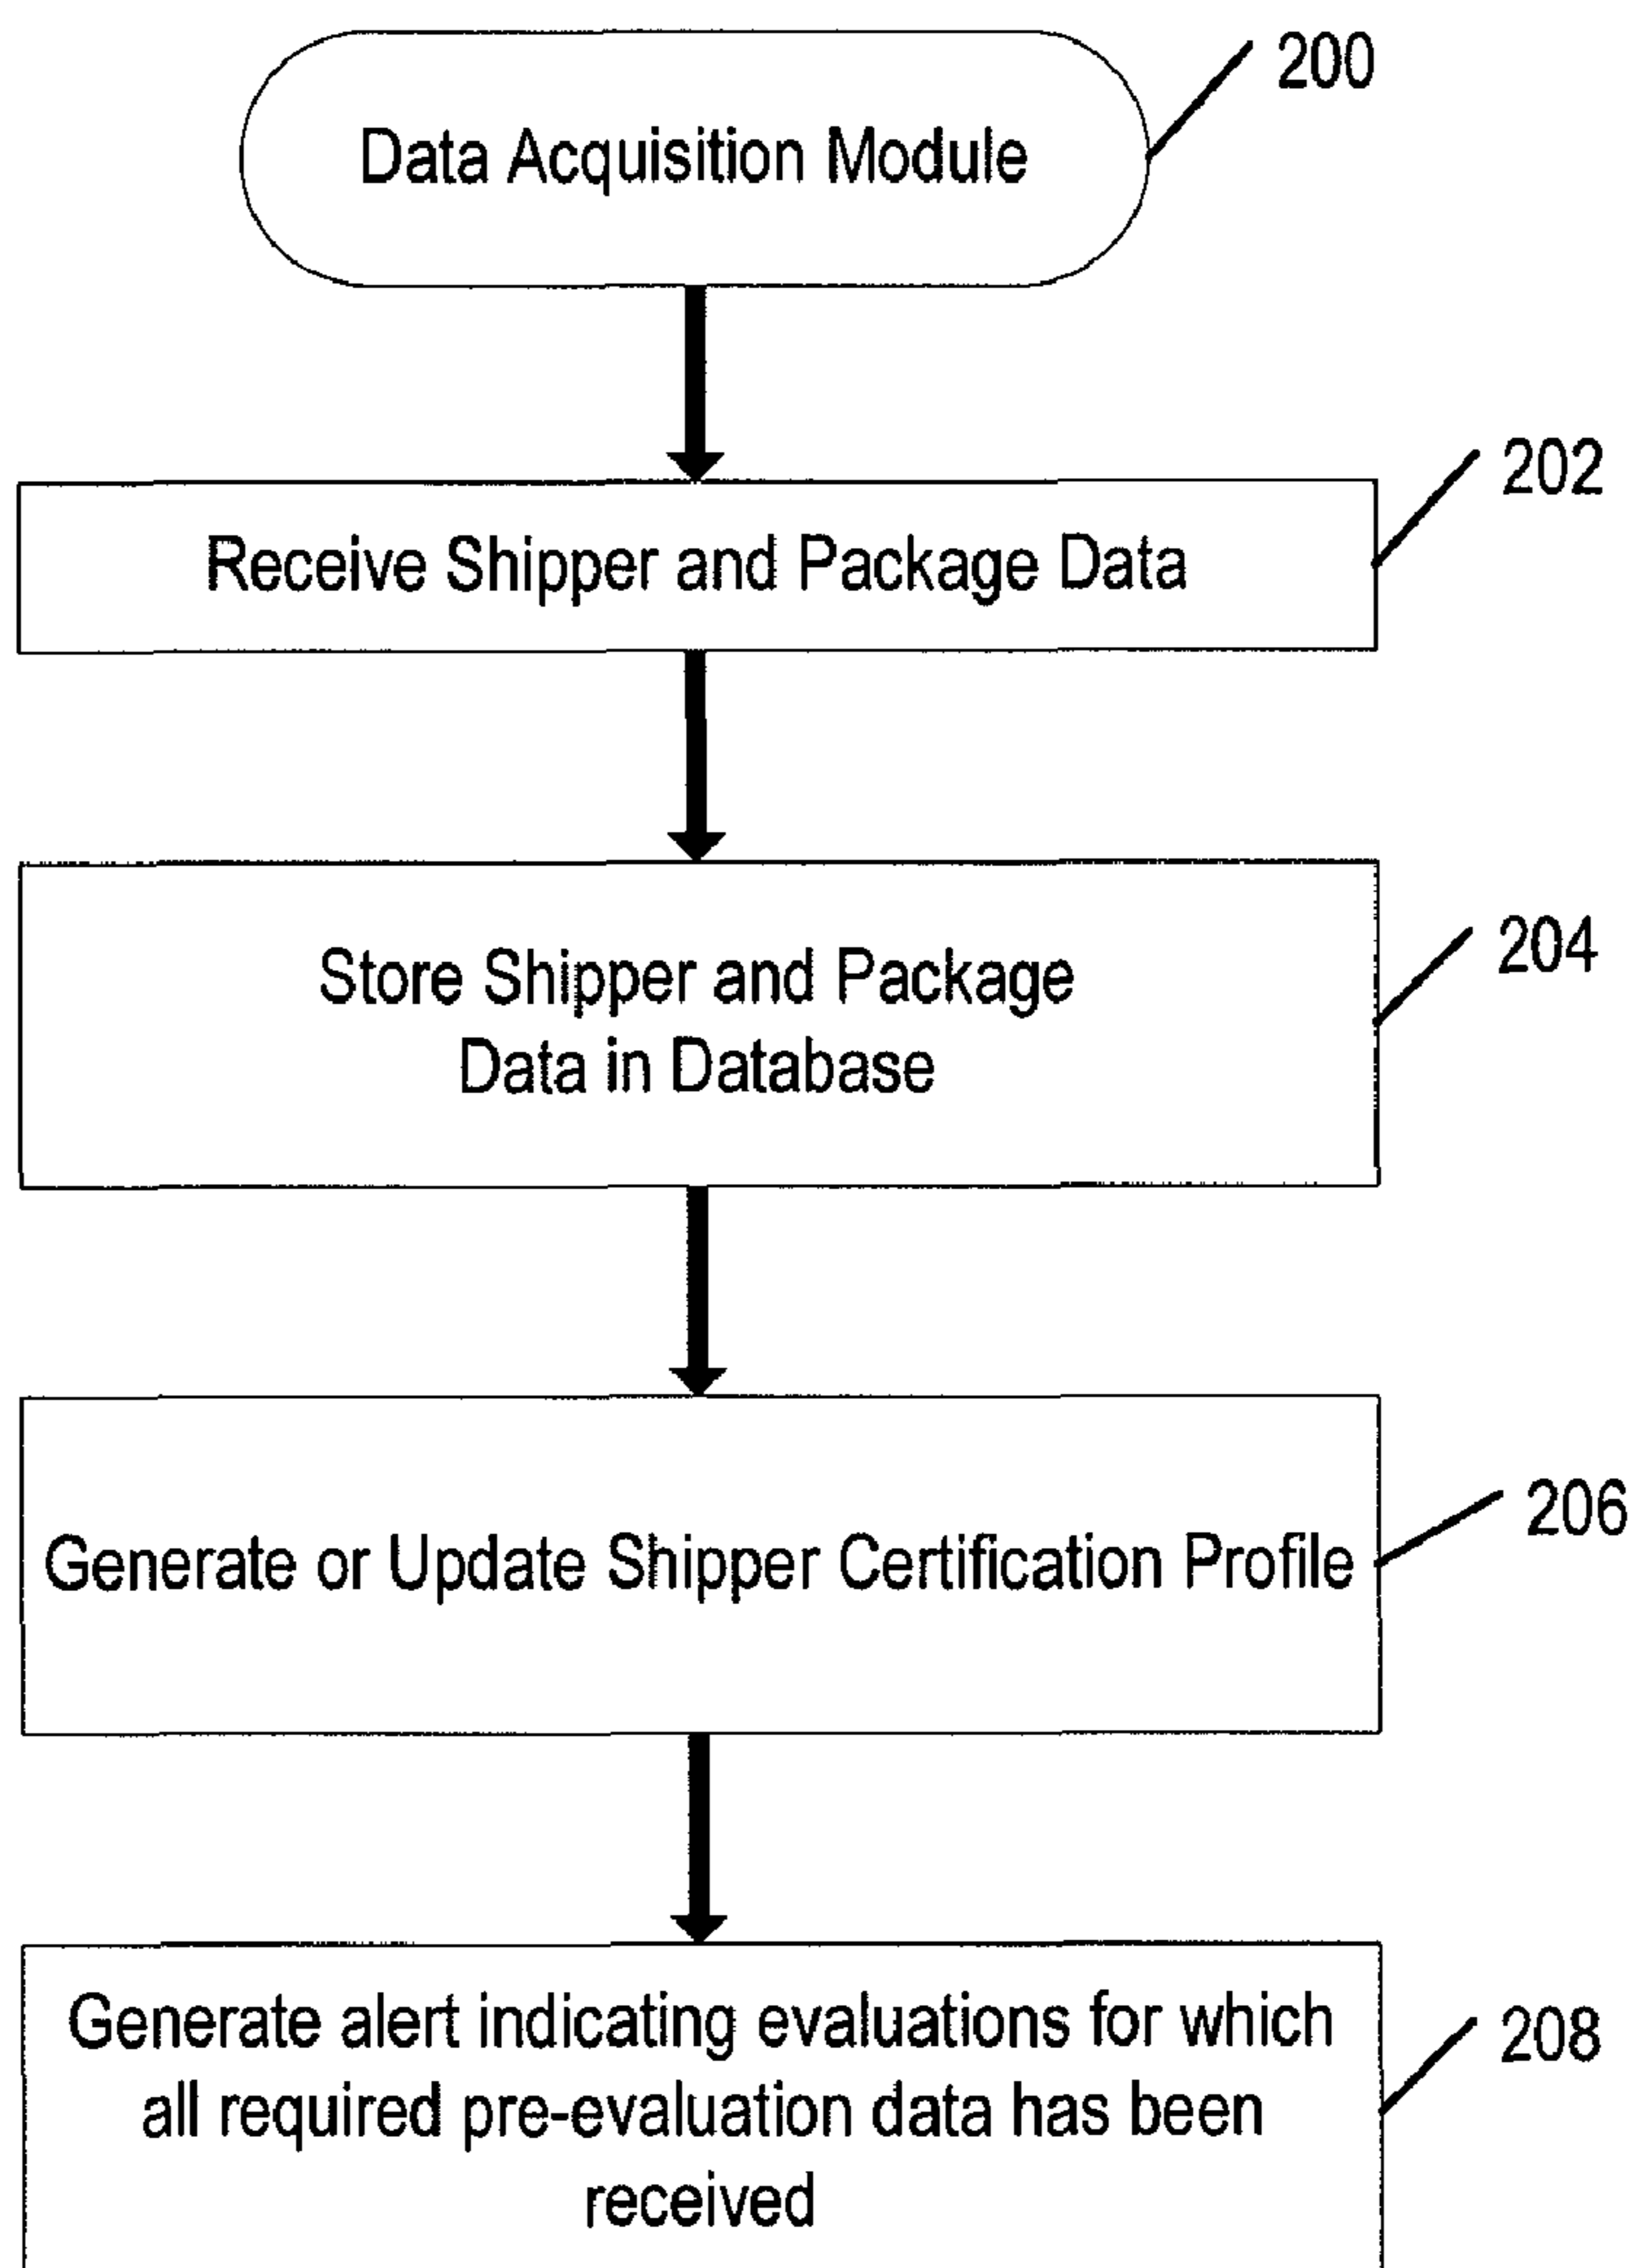 200
Data Acquisition Module
202
Receive Shipper and Package Data
204
Store Shipper and Package
Data in Database
206
Generate or Update Shipper Certification Profile
208
Generate alert indicating evaluations for which
all required pre-evaluation data has been
received